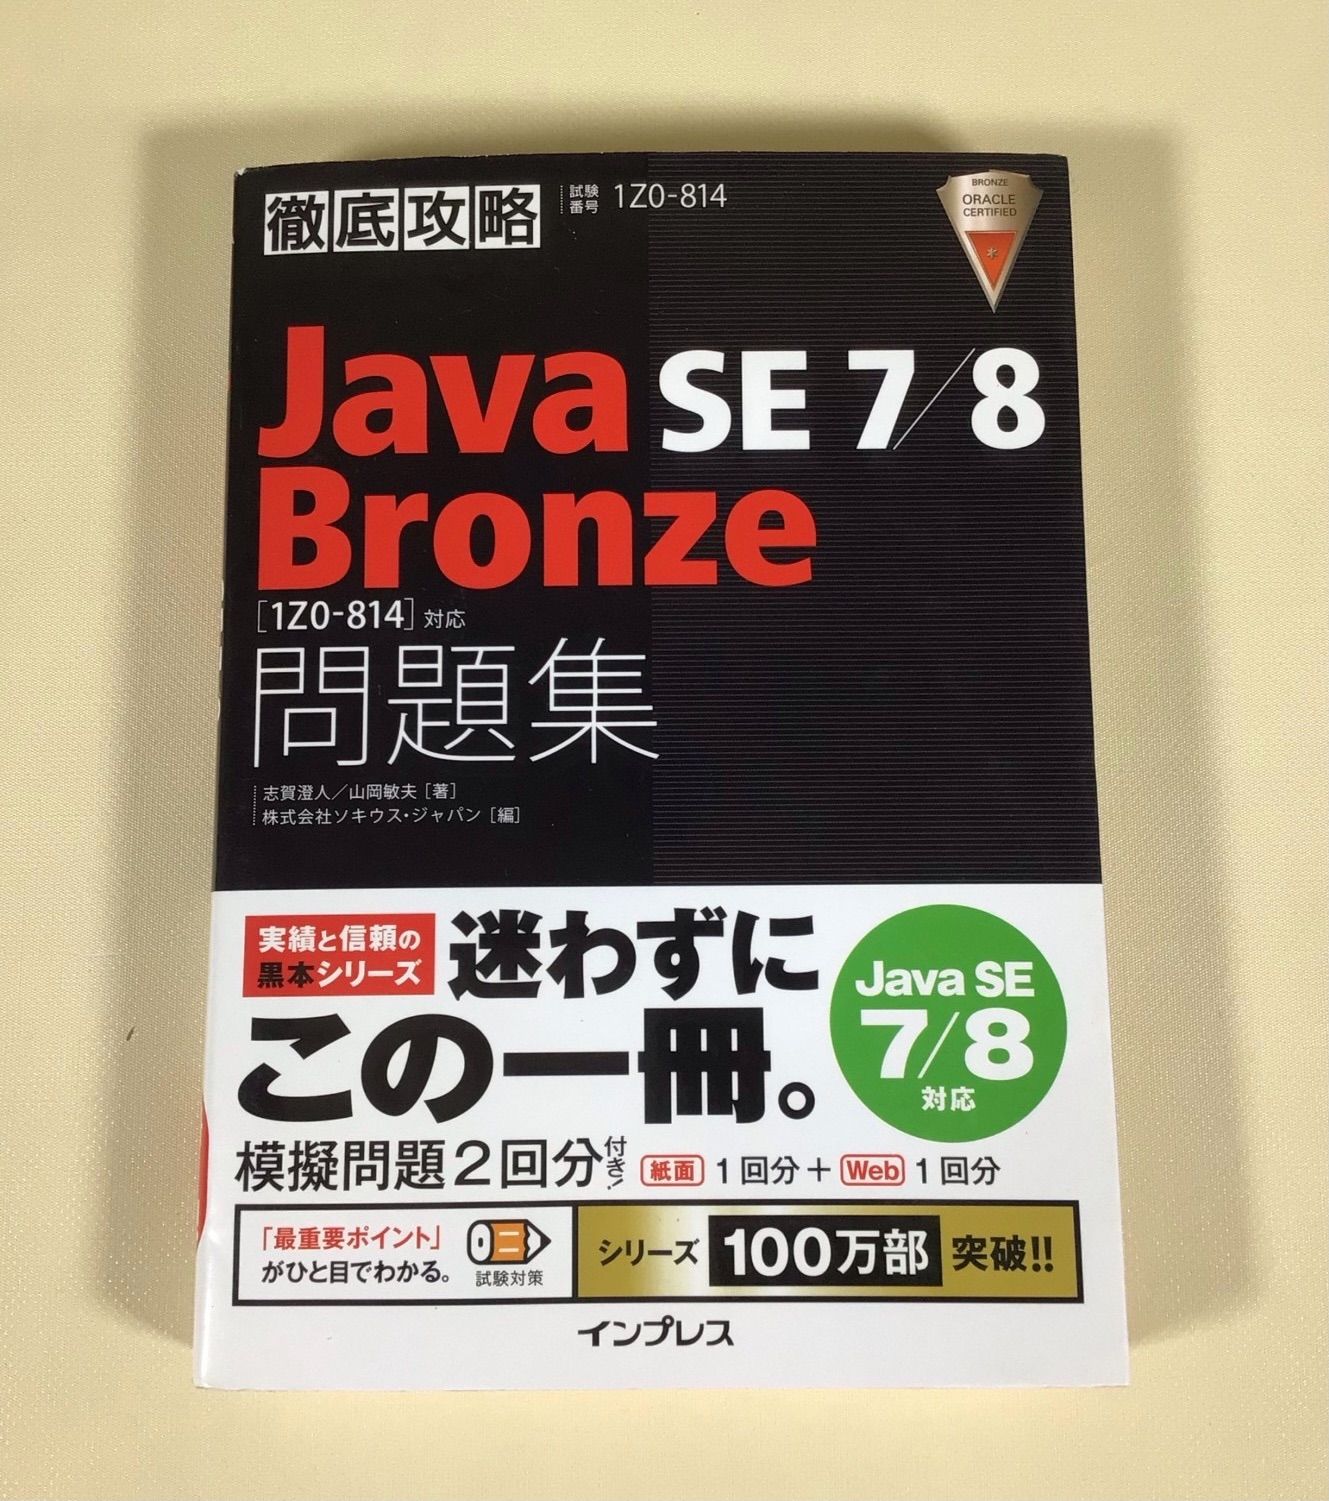 徹底攻略
試験番号 1Z0-814
BRONZE
ORACLE
CERTIFIED
Java SE 7/8
Bronze
[1Z0-814] 対応
問題集
志賀澄人/山岡敏夫 [著]
株式会社ソキウス・ジャパン [編]
実績と信頼の
黒本シリーズ
迷わずに
この一冊。
Java SE
7/8
対応
模擬問題2回分付き! 紙面 1回分+Web 1回分
「最重要ポイント」
がひと目でわかる。
試験対策
シリーズ 100万部 突破!!
インプレス